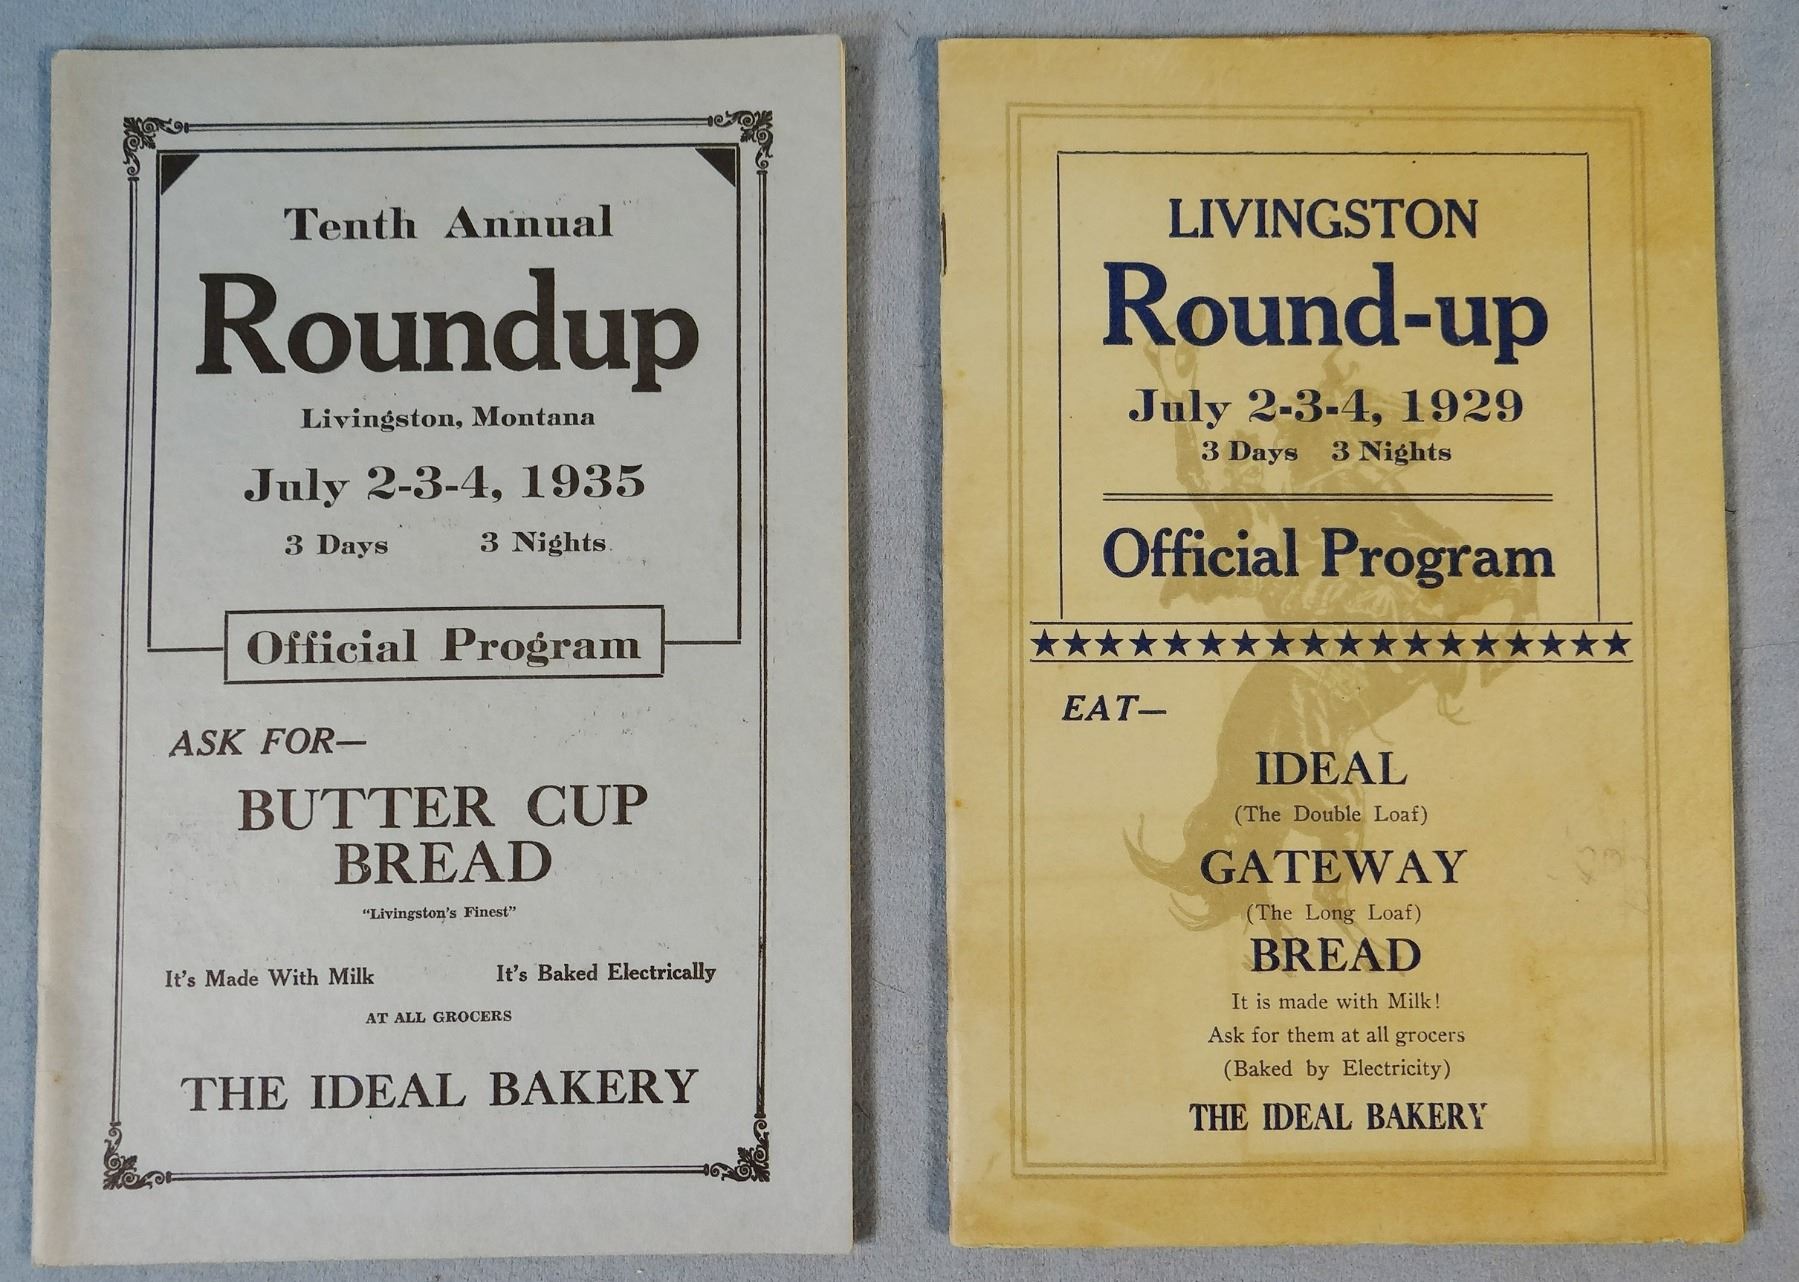 Tenth Annual
Roundup
Livingston, Montana
July 2-3-4, 1935
3 Days 3 Nights
Official Program
ASK FOR—
BUTTER CUP
BREAD
"Livingston's Finest"
It's Made With Milk It's Baked Electrically
AT ALL GROCERS
THE IDEAL BAKERY
LIVINGSTON
Round-up
July 2-3-4, 1929
3 Days 3 Nights
Official Program
EAT—
IDEAL
(The Double Loaf)
GATEWAY
(The Long Loaf)
BREAD
It is made with Milk!
Ask for them at all grocers
(Baked by Electricity)
THE IDEAL BAKERY